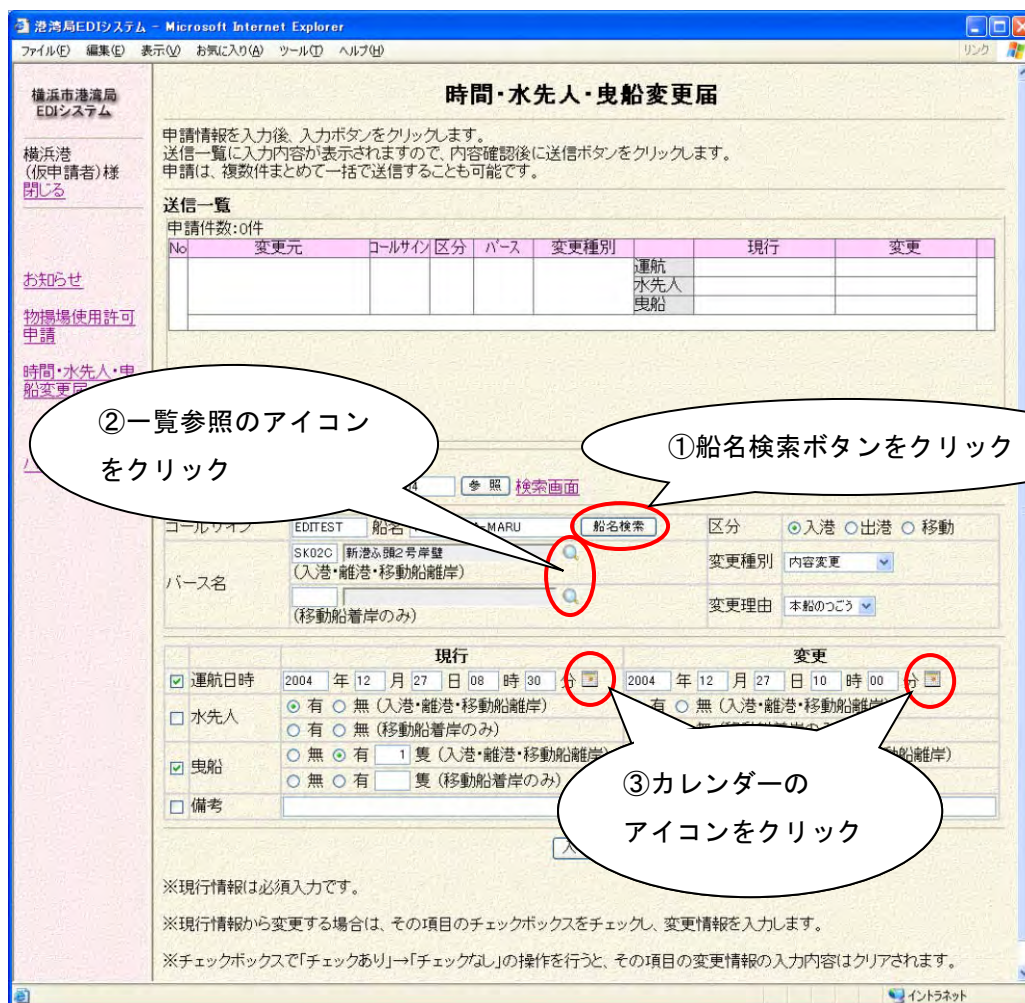 港湾局EDIシステム - Microsoft Internet Explorer
ファイル(F) 編集(E) 表示(V) お気に入り(A) ツール(T) ヘルプ(H)
リンク
横浜市港湾局
EDIシステム
横浜港
(仮申請者)様
閉じる
お知らせ
物揚場使用許可
申請
時間・水先人・曳
船変更届
時間・水先人・曳船変更届
申請情報を入力後、入力ボタンをクリックします。
送信一覧に入力内容が表示されますので、内容確認後に送信ボタンをクリックします。
申請は、複数件まとめて一括で送信することも可能です。
送信一覧
申請件数:0件
No 変更元 コールサイン 区分 バース 変更種別 現行 変更
運航
水先人
曳船
②一覧参照のアイコン
をクリック
①船名検索ボタンをクリック
参 照 検索画面
コールサイン EDITEST 船名 A-MARU 船名検索 区分 入港 出港 移動
バース名 SK02C 新港ふ頭2号岸壁
(入港・離港・移動船離岸)
変更種別 内容変更
(移動船着岸のみ)
変更理由 本船のつごう
現行 変更
運航日時 2004 年 12 月 27 日 08 時 30 分 2004 年 12 月 27 日 10 時 00 分
水先人 有 無 (入港・離港・移動船離岸) 有 無 (入港・離港・移動船離岸)
有 無 (移動船着岸のみ)
曳船 無 有 1 隻 (入港・離港・移動船離岸) 船離岸)
無 有 隻 (移動船着岸のみ)
備考
③カレンダーの
アイコンをクリック
入
※現行情報は必須入力です。
※現行情報から変更する場合は、その項目のチェックボックスをチェックし、変更情報を入力します。
※チェックボックスで「チェックあり」→「チェックなし」の操作を行うと、その項目の変更情報の入力内容はクリアされます。
イントラネット